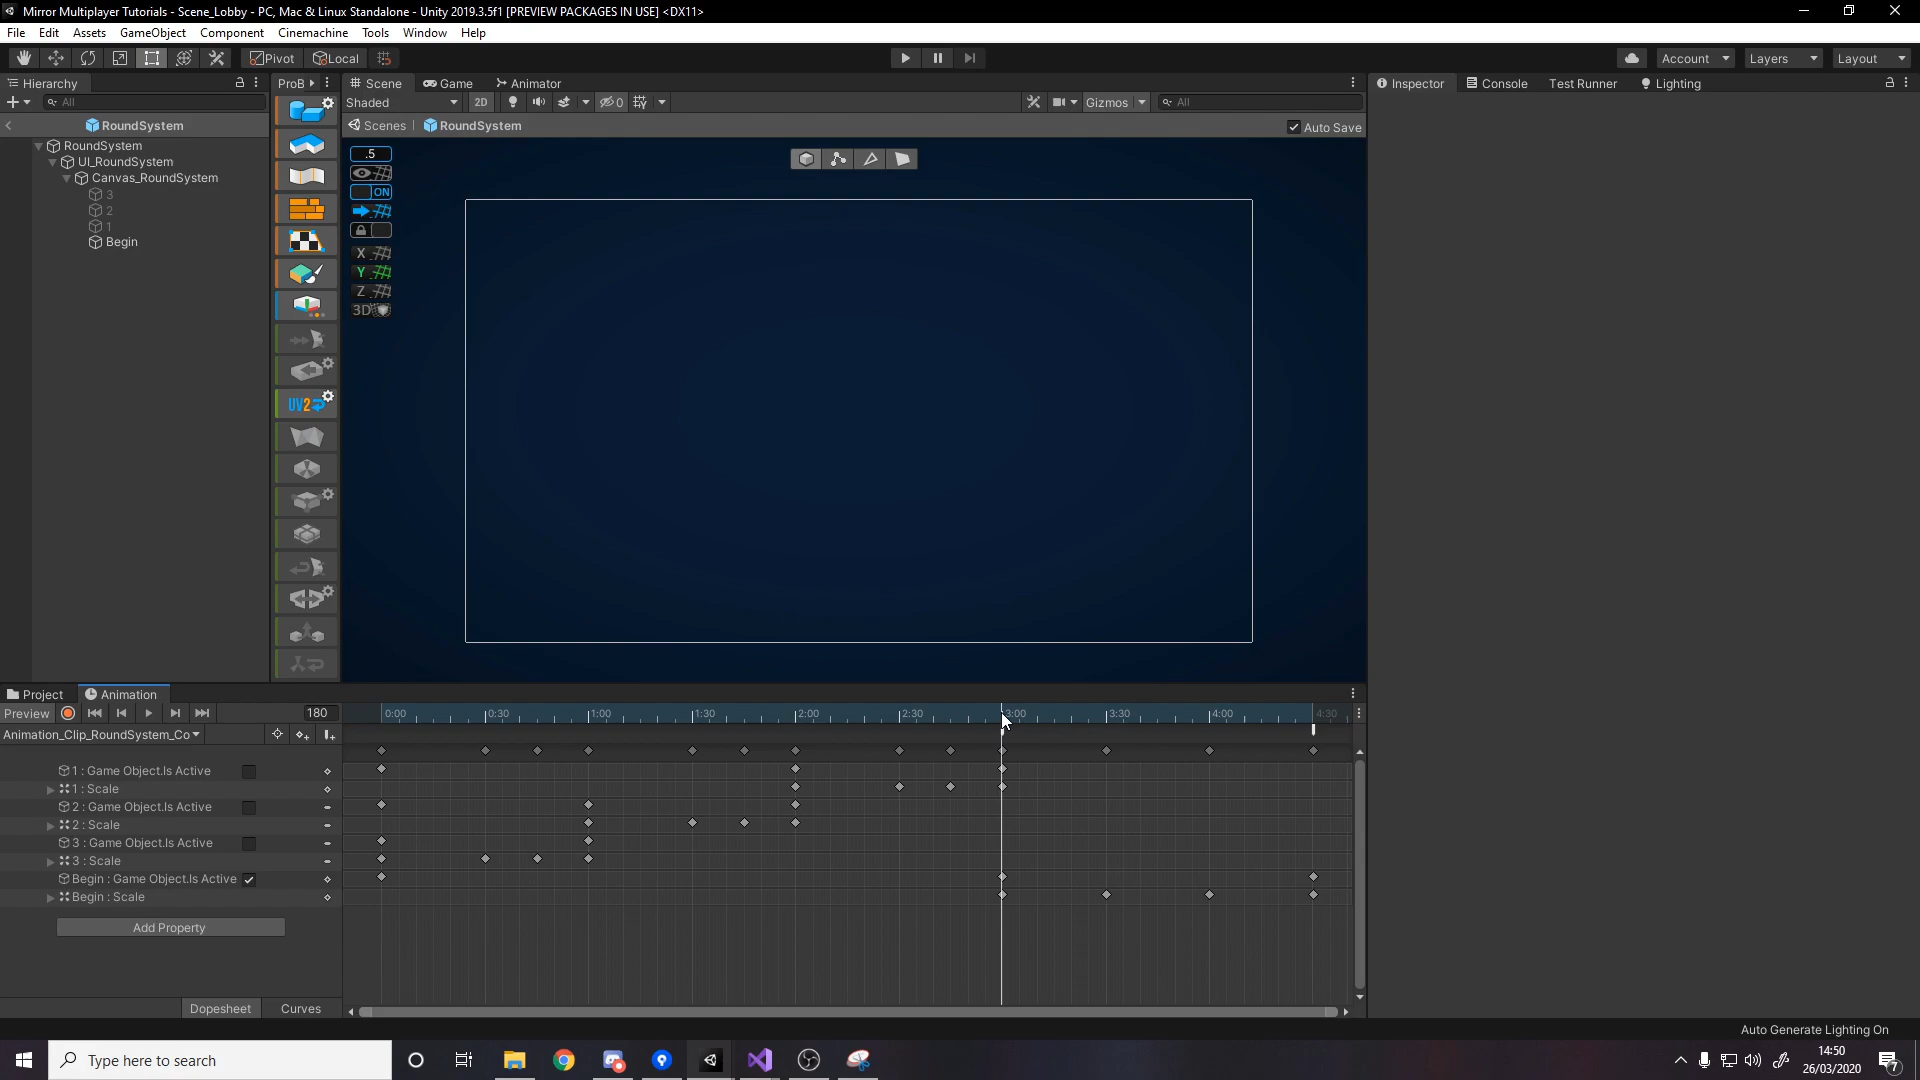 Mirror Multiplayer Tutorials - Scene_Lobby - PC, Mac & Linux Standalone - Unity 2019.3.5f1 [PREVIEW PACKAGES IN USE] <DX11>
File Edit Assets GameObject Component Cinemachine Tools Window Help
Pivot Local Account Layers Layout
Hierarchy ProB Scene Game Animator Inspector Console Test Runner Lighting
All Shaded 2D 0 Gizmos All
RoundSystem Scenes RoundSystem Auto Save
RoundSystem
UI_RoundSystem
Canvas_RoundSystem
3
2
1
Begin
.5
ON
X
Y
Z
3D
UV2
Project Animation
Preview 180 0:00 0:30 1:00 1:30 2:00 2:30 3:00 3:30 4:00 4:30
Animation_Clip_RoundSystem_Co
1 : Game Object.Is Active
1 : Scale
2 : Game Object.Is Active
2 : Scale
3 : Game Object.Is Active
3 : Scale
Begin : Game Object.Is Active
Begin : Scale
Add Property
Dopesheet Curves
Auto Generate Lighting On
Type here to search
14:50
26/03/2020
7